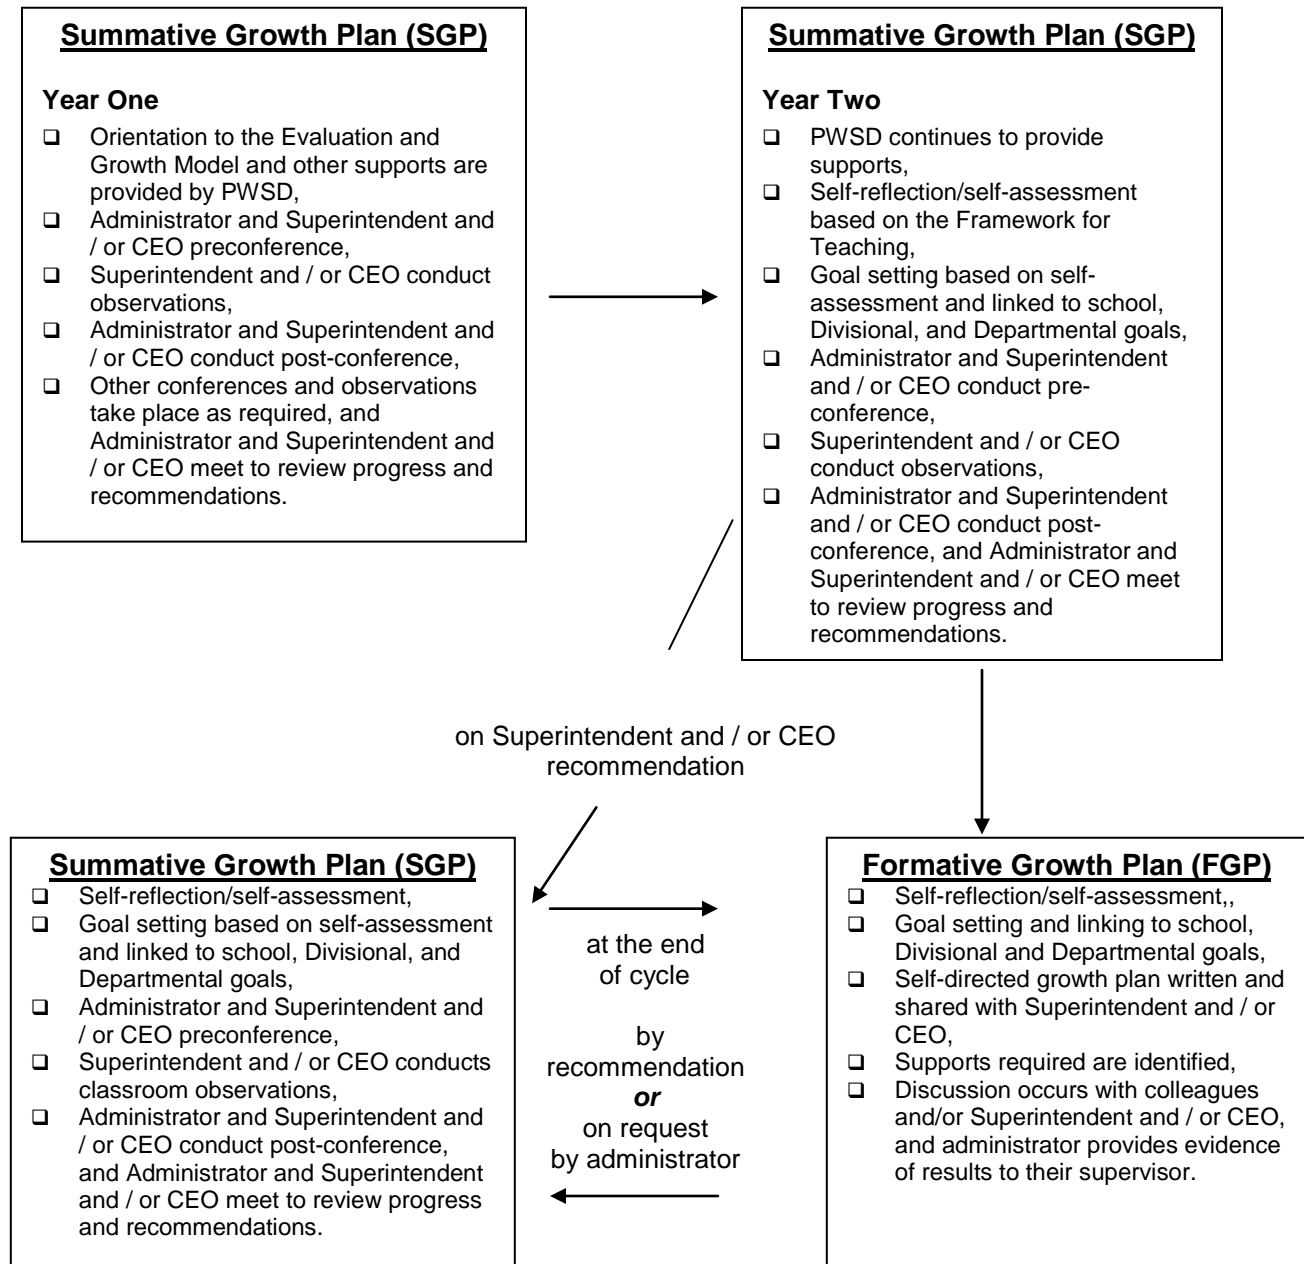 Summative Growth Plan (SGP)
Year One
❑ Orientation to the Evaluation and
Growth Model and other supports are
provided by PWSD,
❑ Administrator and Superintendent and
/ or CEO preconference,
❑ Superintendent and / or CEO conduct
observations,
❑ Administrator and Superintendent and
/ or CEO conduct post-conference,
❑ Other conferences and observations
take place as required, and
Administrator and Superintendent and
/ or CEO meet to review progress and
recommendations.
Summative Growth Plan (SGP)
Year Two
❑ PWSD continues to provide
supports,
❑ Self-reflection/self-assessment
based on the Framework for
Teaching,
❑ Goal setting based on self-
assessment and linked to school,
Divisional, and Departmental goals,
❑ Administrator and Superintendent
and / or CEO conduct pre-
conference,
❑ Superintendent and / or CEO
conduct observations,
❑ Administrator and Superintendent
and / or CEO conduct post-
conference, and Administrator and
Superintendent and / or CEO meet
to review progress and
recommendations.
on Superintendent and / or CEO
recommendation
Summative Growth Plan (SGP)
❑ Self-reflection/self-assessment,
❑ Goal setting based on self-assessment
and linked to school, Divisional, and
Departmental goals,
❑ Administrator and Superintendent and
/ or CEO preconference,
❑ Superintendent and / or CEO conducts
classroom observations,
❑ Administrator and Superintendent and
/ or CEO conduct post-conference,
and Administrator and Superintendent
and / or CEO meet to review progress
and recommendations.
at the end
of cycle
by
recommendation
or
on request
by administrator
Formative Growth Plan (FGP)
❑ Self-reflection/self-assessment,,
❑ Goal setting and linking to school,
Divisional and Departmental goals,
❑ Self-directed growth plan written and
shared with Superintendent and / or
CEO,
❑ Supports required are identified,
❑ Discussion occurs with colleagues
and/or Superintendent and / or CEO,
and administrator provides evidence
of results to their supervisor.